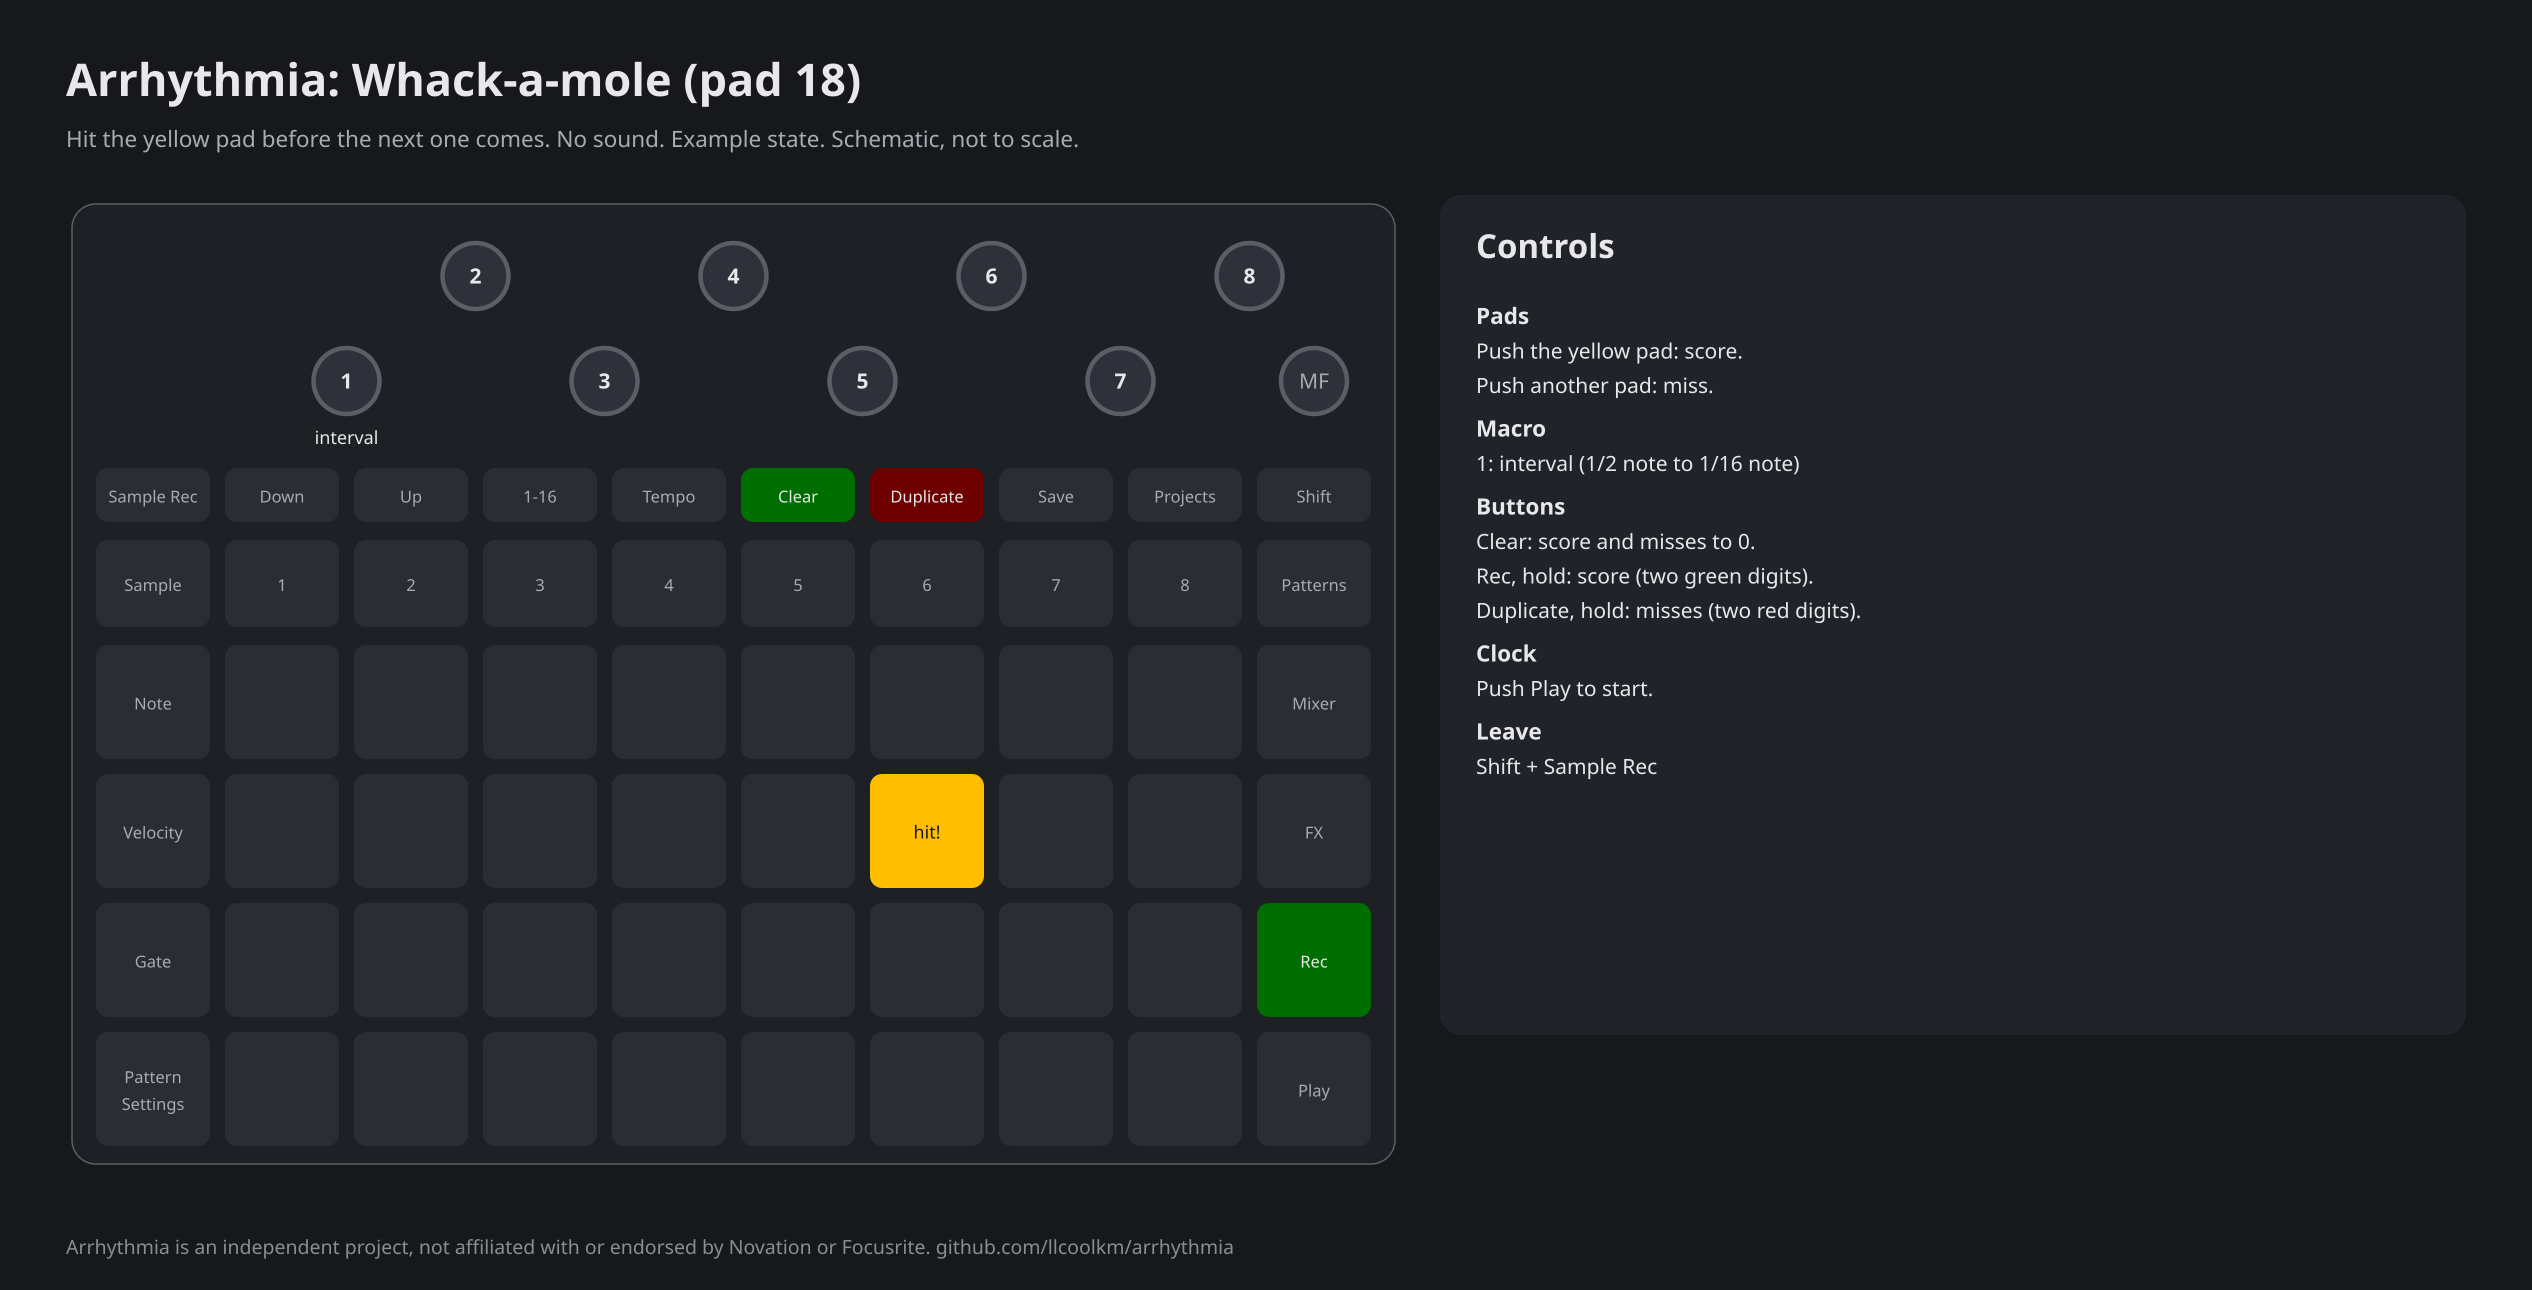 Arrhythmia: Whack-a-mole (pad 18)
Hit the yellow pad before the next one comes. No sound. Example state. Schematic, not to scale.
2 4 6 8
1 3 5 7 MF
interval
Sample Rec Down Up 1-16 Tempo Clear Duplicate Save Projects Shift
Sample 1 2 3 4 5 6 7 8 Patterns
Note Mixer
Velocity hit! FX
Gate Rec
Pattern
Settings
Play
Controls
Pads
Push the yellow pad: score.
Push another pad: miss.
Macro
1: interval (1/2 note to 1/16 note)
Buttons
Clear: score and misses to 0.
Rec, hold: score (two green digits).
Duplicate, hold: misses (two red digits).
Clock
Push Play to start.
Leave
Shift + Sample Rec
Arrhythmia is an independent project, not affiliated with or endorsed by Novation or Focusrite. github.com/llcoolkm/arrhythmia